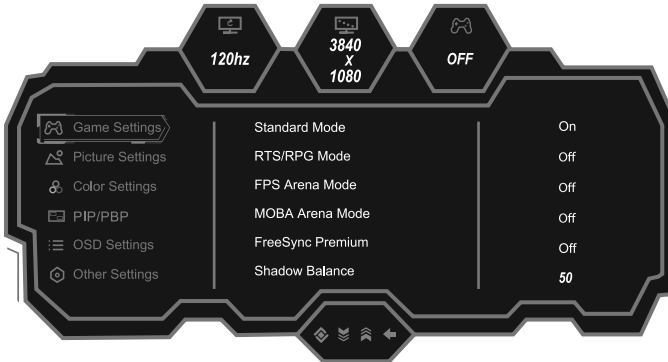 120hz
3840
X
1080
OFF
Game Settings
Picture Settings
Color Settings
PIP/PBP
OSD Settings
Other Settings
Standard Mode On
RTS/RPG Mode Off
FPS Arena Mode Off
MOBA Arena Mode Off
FreeSync Premium Off
Shadow Balance 50